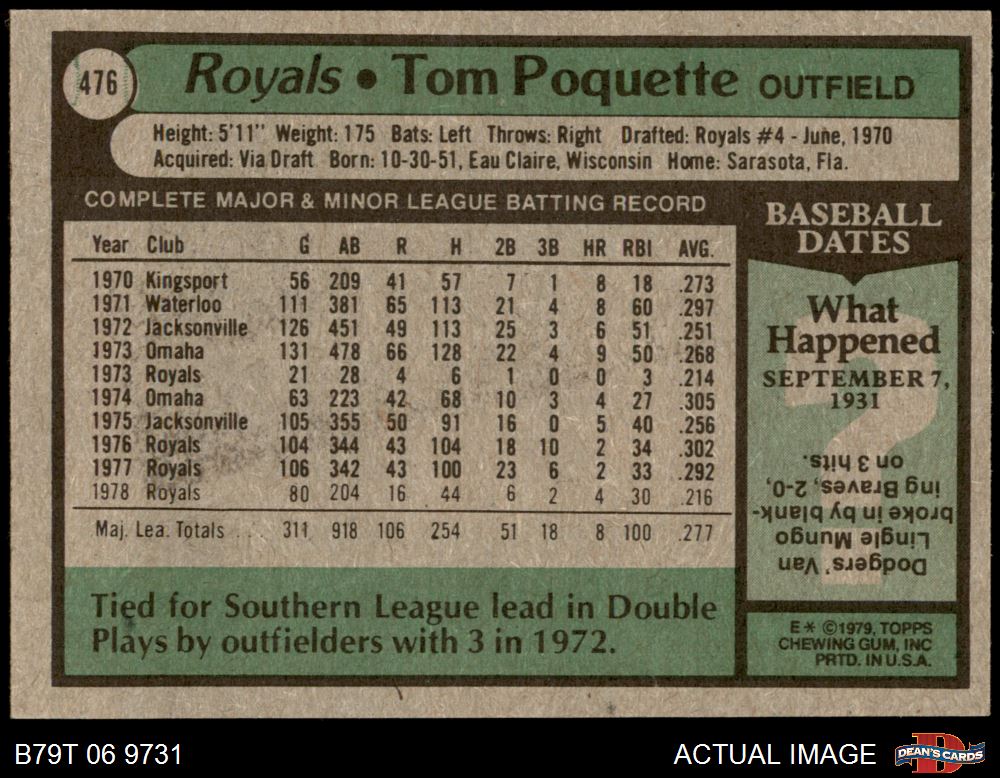 476
Royals • Tom Poquette OUTFIELD
Height: 5'11" Weight: 175 Bats: Left Throws: Right Drafted: Royals #4 - June, 1970
Acquired: Via Draft Born: 10-30-51, Eau Claire, Wisconsin Home: Sarasota, Fla.
COMPLETE MAJOR & MINOR LEAGUE BATTING RECORD
Year Club G AB R H 2B 3B HR RBI AVG.
1970 Kingsport 56 209 41 57 7 1 8 18 .273
1971 Waterloo 111 381 65 113 21 4 8 60 .297
1972 Jacksonville 126 451 49 113 25 3 6 51 .251
1973 Omaha 131 478 66 128 22 4 9 50 .268
1973 Royals 21 28 4 6 1 0 0 3 .214
1974 Omaha 63 223 42 68 10 3 4 27 .305
1975 Jacksonville 105 355 50 91 16 0 5 40 .256
1976 Royals 104 344 43 104 18 10 2 34 .302
1977 Royals 106 342 43 100 23 6 2 33 .292
1978 Royals 80 204 16 44 6 2 4 30 .216
Maj. Lea. Totals . . . 311 918 106 254 51 18 8 100 .277
Tied for Southern League lead in Double
Plays by outfielders with 3 in 1972.
BASEBALL
DATES
What
Happened
SEPTEMBER 7,
1931
Dodgers' Van
Lingle Mungo
broke in by blank-
ing Braves, 2-0,
on 3 hits.
E* ©1979, TOPPS
CHEWING GUM, INC
PRTD. IN U.S.A.
B79T 06 9731
ACTUAL IMAGE
DEAN'S CARDS